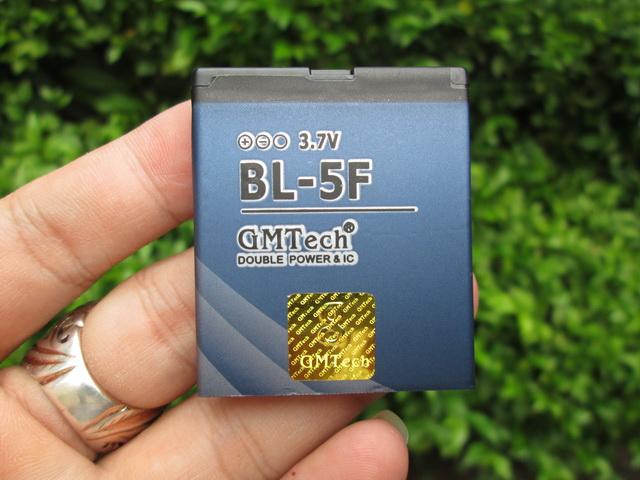 ⊕⊖○ 3.7V
BL-5F
GMTech®
DOUBLE POWER & IC
GMTech